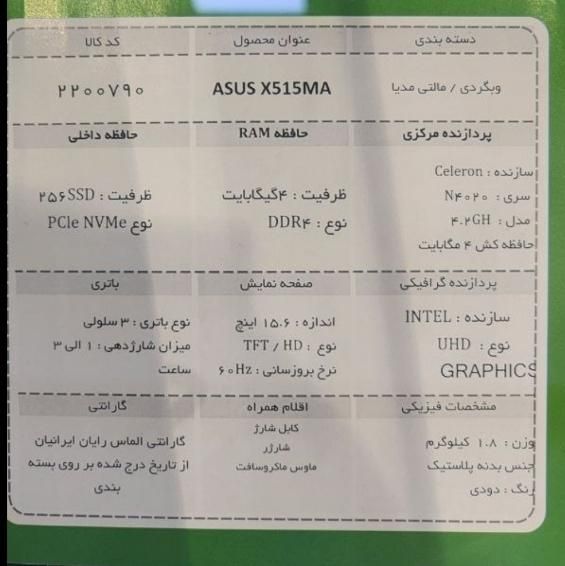 دسته بندی
عنوان محصول
کد کالا
وبگردی / مالتی مدیا
ASUS X515MA
۲۲۰۰۷۹۰
پردازنده مرکزی
حافظه RAM
حافظه داخلی
سازنده : Celeron
سری : N۴۰۲۰
مدل : ۴.۲GH
حافظه کش ۴ مگابایت
ظرفیت : ۴گیگابایت
نوع : DDR۴
ظرفیت : ۲۵۶SSD
نوع PCle NVMe
پردازنده گرافیکی
صفحه نمایش
باتری
سازنده : INTEL
نوع : UHD
GRAPHICS
اندازه : ۱۵.۶ اینچ
نوع : TFT / HD
نرخ بروزسانی : ۶۰Hz
نوع باتری : ۳ سلولی
میزان شارژدهی : ۱ الی ۳
ساعت
مشخصات فیزیکی
اقلام همراه
گارانتی
وزن : ۱.۸ کیلوگرم
جنس بدنه پلاستیک
رنگ : دودی
کابل شارژ
شارژر
ماوس ماکروسافت
گارانتی الماس رایان ایرانیان
از تاریخ درج شده بر روی بسته
بندی